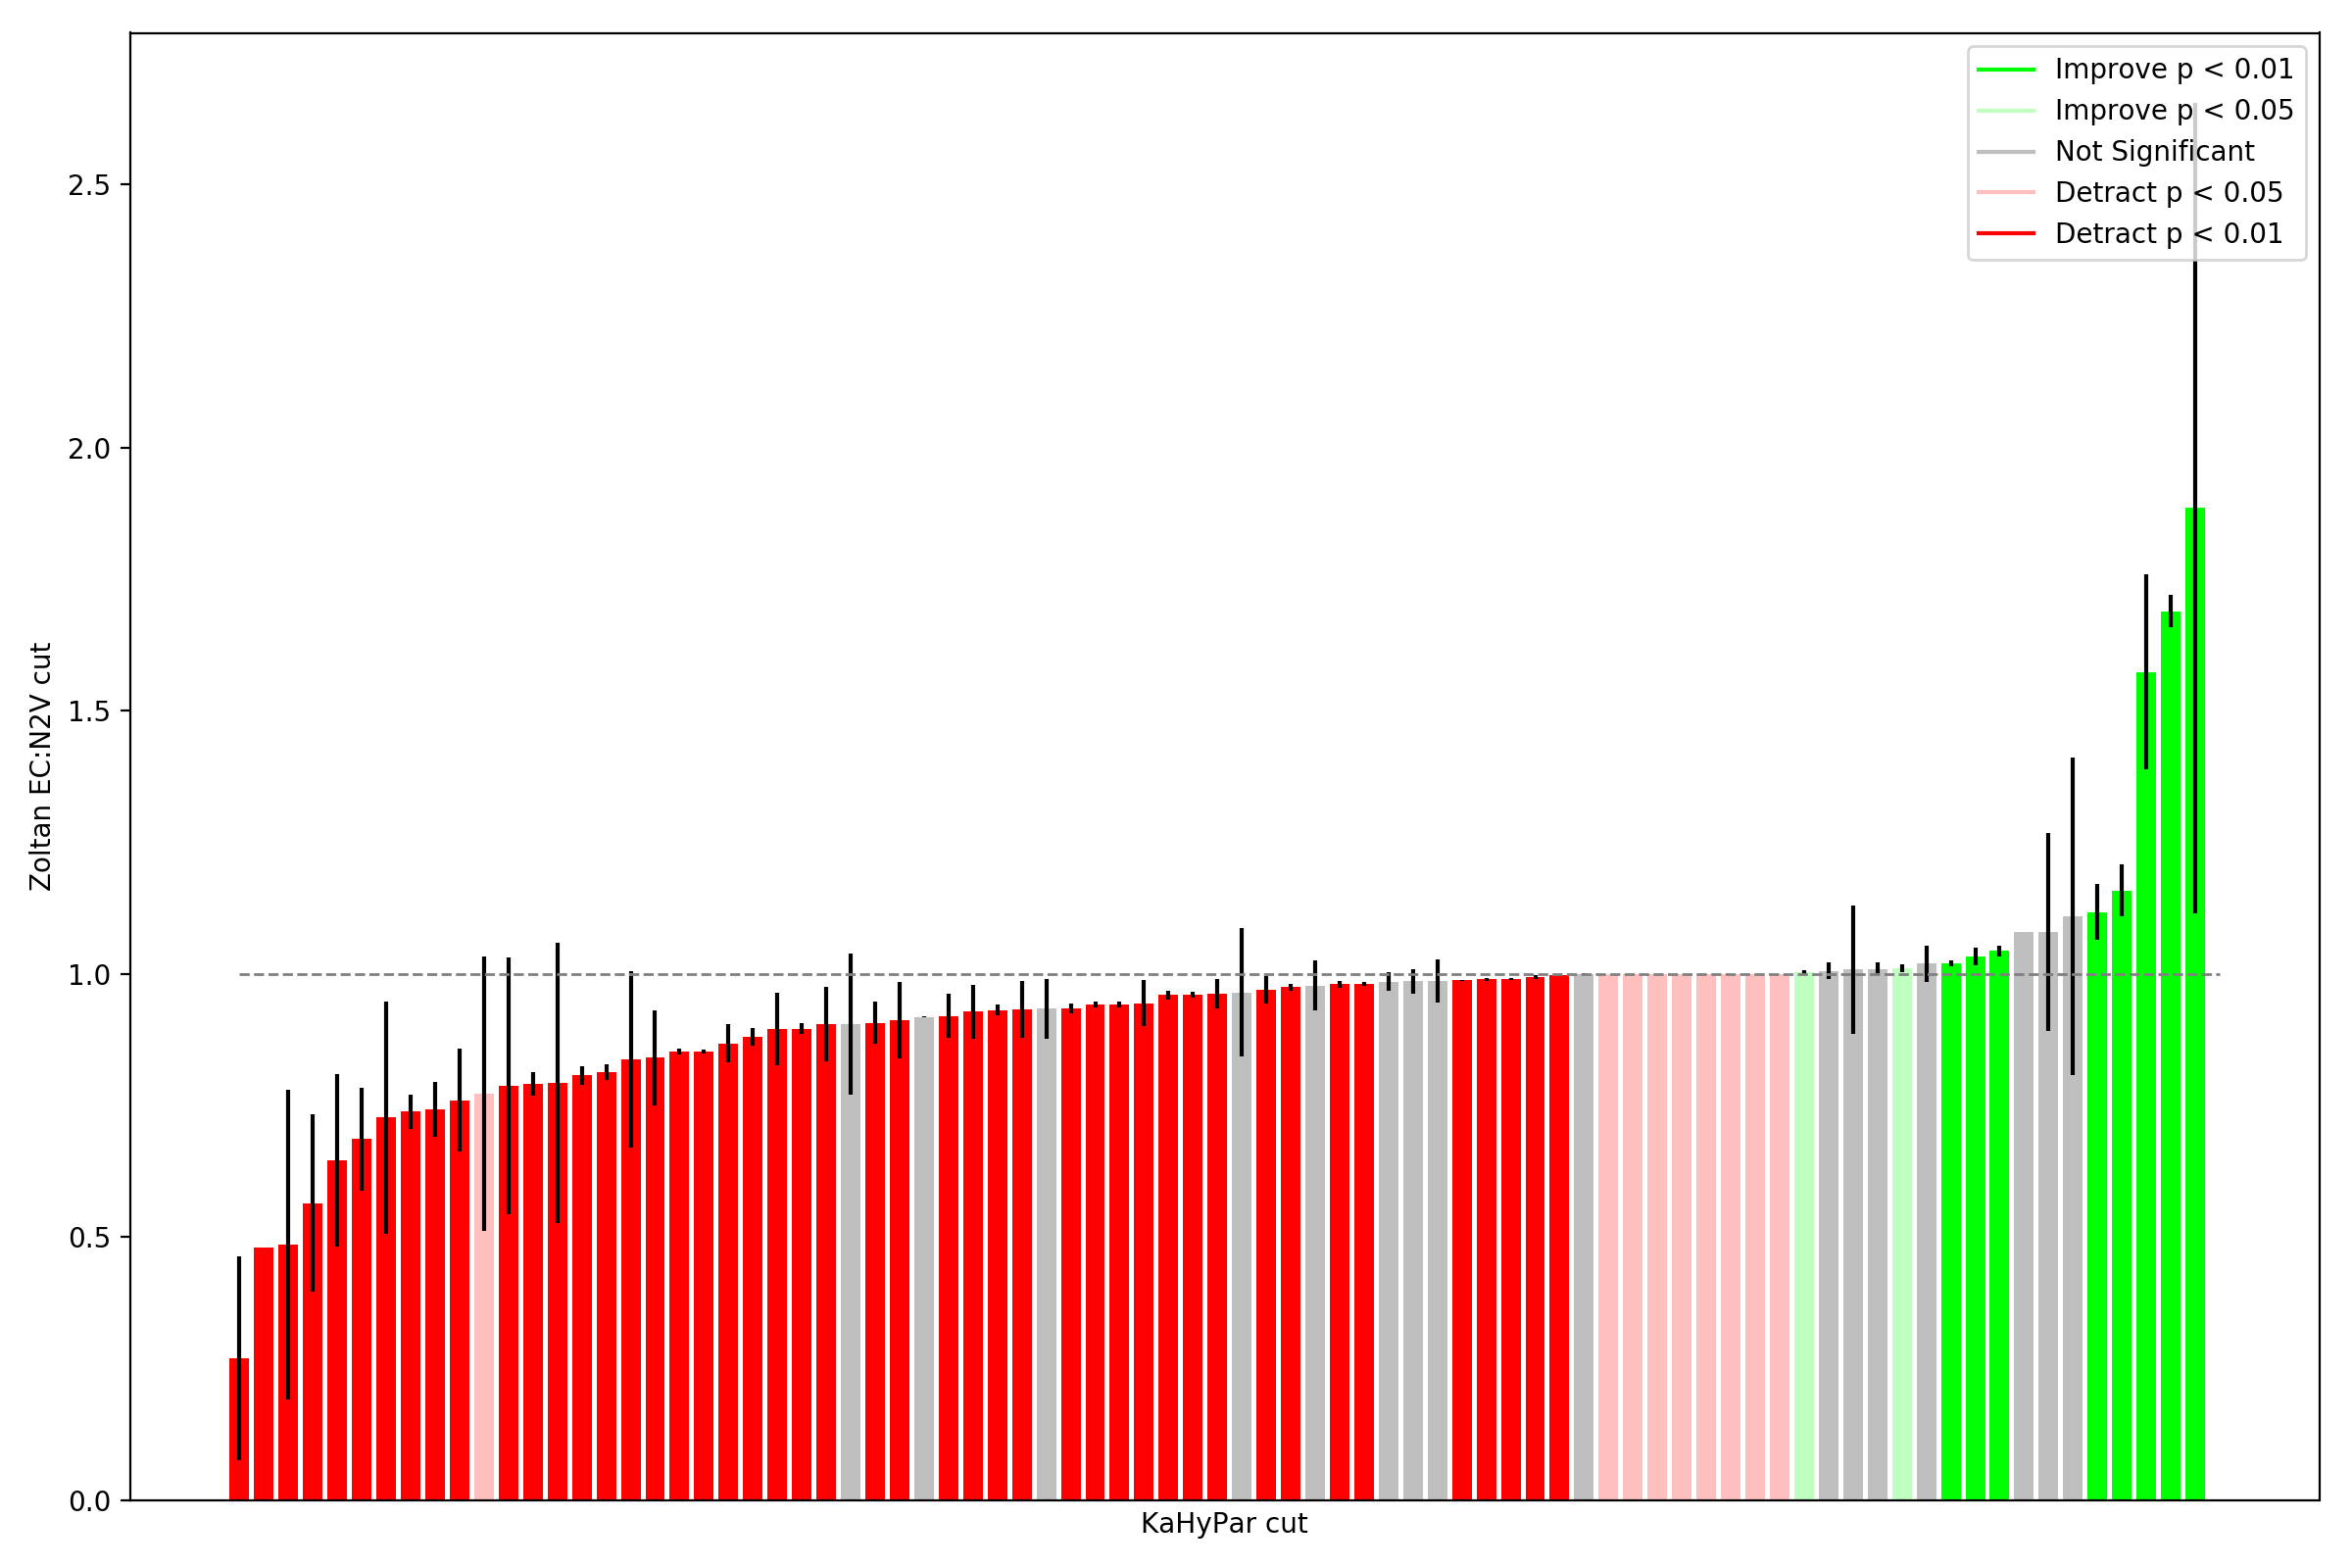 Improve p < 0.01
Improve p < 0.05
Not Significant
Detract p < 0.05
Detract p < 0.01
2.5
2.0
1.5
1.0
0.5
0.0
Zoltan EC:N2V cut
KaHyPar cut